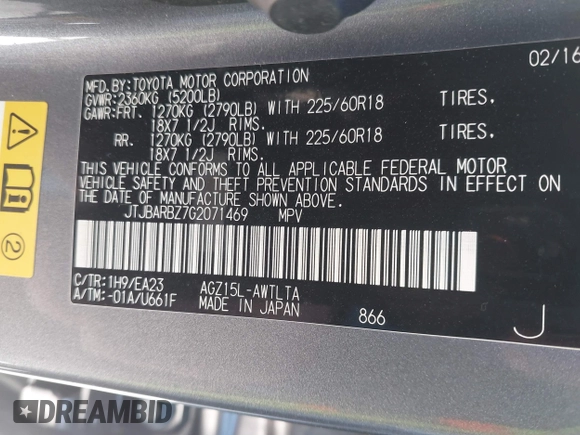 02/16
MFD. BY: TOYOTA MOTOR CORPORATION
GVWR: 2360KG (5200LB)
GAWR: FRT. 1270KG (2790LB) WITH 225/60R18 TIRES.
18X7 1/2J RIMS.
RR. 1270KG (2790LB) WITH 225/60R18 TIRES.
18X7 1/2J RIMS.
THIS VEHICLE CONFORMS TO ALL APPLICABLE FEDERAL MOTOR
VEHICLE SAFETY AND THEFT PREVENTION STANDARDS IN EFFECT ON
THE DATE OF MANUFACTURE SHOWN ABOVE.
JTJBARBZ7G2071469 MPV
C/TR: 1H9/EA23 AGZ15L-AWTLTA
A/TM: -01A/U661F MADE IN JAPAN 866 J
2
DREAMBID